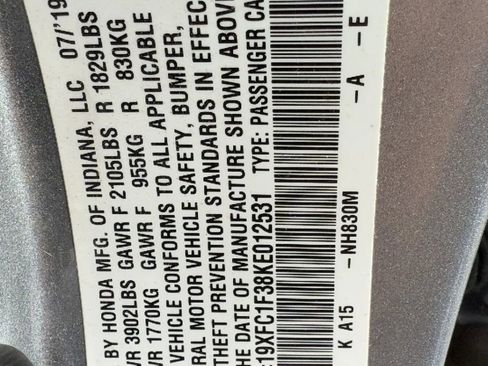 BY HONDA MFG. OF INDIANA, LLC 07/'19
VR 3902LBS GAWR F 2105LBS R 1829LBS
VR 1770KG GAWR F 955KG R 830KG
VEHICLE CONFORMS TO ALL APPLICABLE
RAL MOTOR VEHICLE SAFETY, BUMPER,
THEFT PREVENTION STANDARDS IN EFFEC
THE DATE OF MANUFACTURE SHOWN ABOVE
:19XFC1F38KE012531 TYPE: PASSENGER CA
K A15 -NH830M -A -E